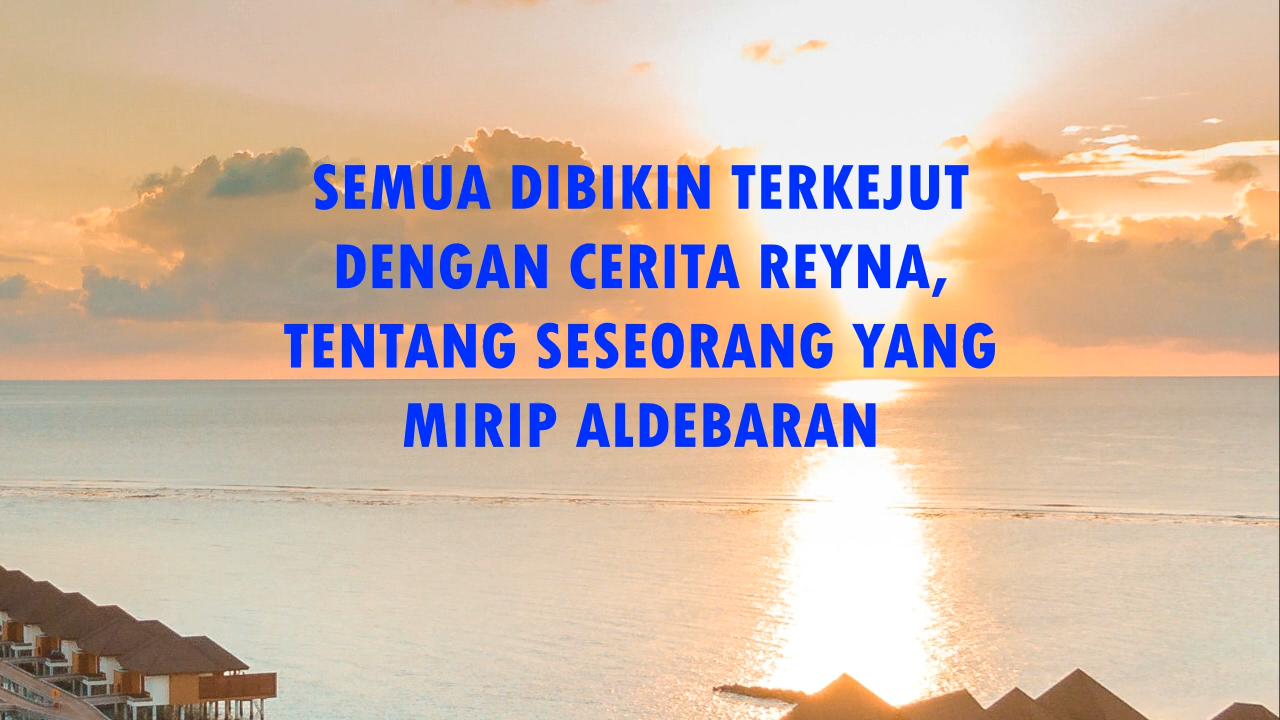 SEMUA DIBIKIN TERKEJUT
DENGAN CERITA REYNA,
TENTANG SESEORANG YANG
MIRIP ALDEBARAN